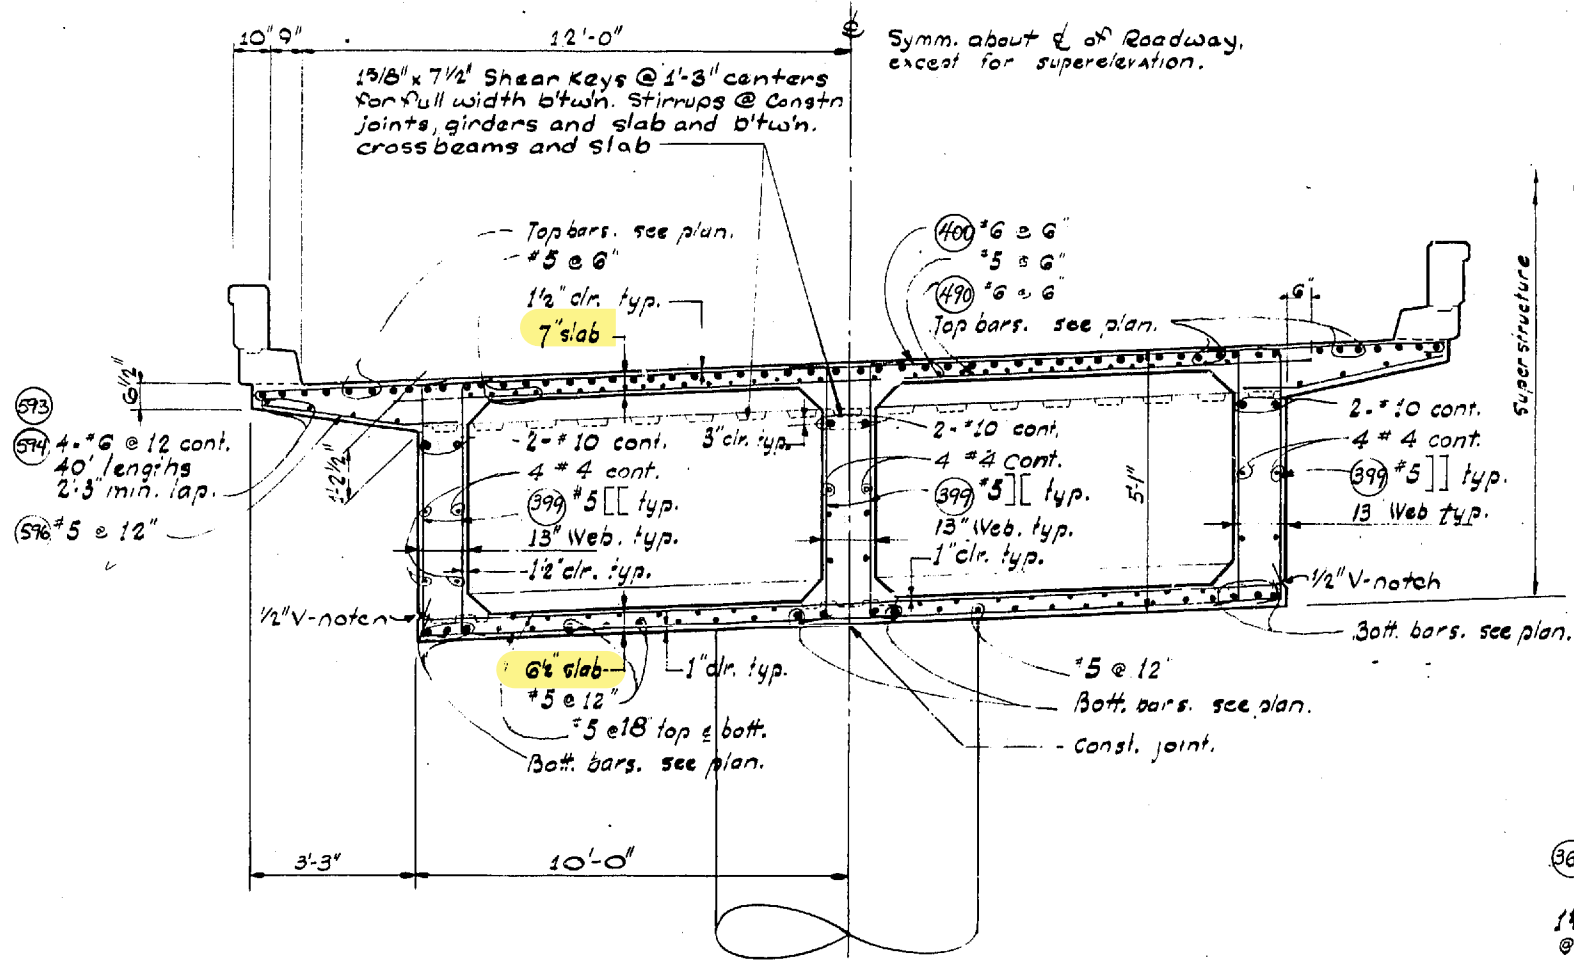 10" 9" 12'-0"
Symm. about ℄ of Roadway,
except for superelevation.
1 5/8" x 7 1/2" Shear Keys @ 1'-3" centers
for full width b'tw'n. Stirrups @ Constn
joints, girders and slab and b'tw'n.
cross beams and slab
Top bars. see plan.
#5 @ 6"
1 1/2" clr. typ.
7" slab
400 #6 @ 6"
#5 @ 6"
490 #6 @ 6"
Top bars. see plan.
6"
Superstructure
6 1/2"
593
594 4-#6 @ 12 cont.
40' lengths
2'-3" min. lap.
596 #5 @ 12"
1'-2 1/2"
2-#10 cont.
4 #4 cont.
399 #5 [[ typ.
13" Web. typ.
1 1/2" clr. typ.
3" clr. typ.
2-#10 cont.
4 #4 cont.
399 #5 ][ typ.
13" Web. typ.
1" clr. typ.
5'-1"
2-#10 cont.
4 #4 cont.
399 #5 ]] typ.
13 Web typ.
1/2" V-notch
1/2" V-notch
Bott. bars. see plan.
6 1/2" slab
1" clr. typ.
#5 @ 12"
#5 @ 18" top & bott.
Bott. bars. see plan.
#5 @ 12"
Bott. bars. see plan.
Const. joint.
3'-3" 10'-0"
36
@